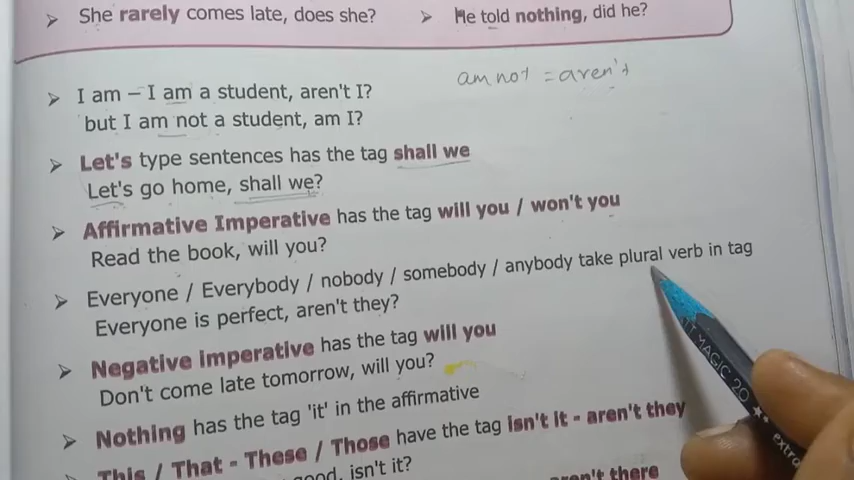 ➢ She rarely comes late, does she? ➢ He told nothing, did he?
➢ I am – I am a student, aren't I? am not = aren't
but I am not a student, am I?
➢ Let's type sentences has the tag shall we
Let's go home, shall we?
➢ Affirmative Imperative has the tag will you / won't you
Read the book, will you?
➢ Everyone / Everybody / nobody / somebody / anybody take plural verb in tag
Everyone is perfect, aren't they?
➢ Negative imperative has the tag will you
Don't come late tomorrow, will you?
➢ Nothing has the tag 'it' in the affirmative
➢ This / That - These / Those have the tag isn't it - aren't they
good, isn't it? aren't there
MAGIC 20 extra